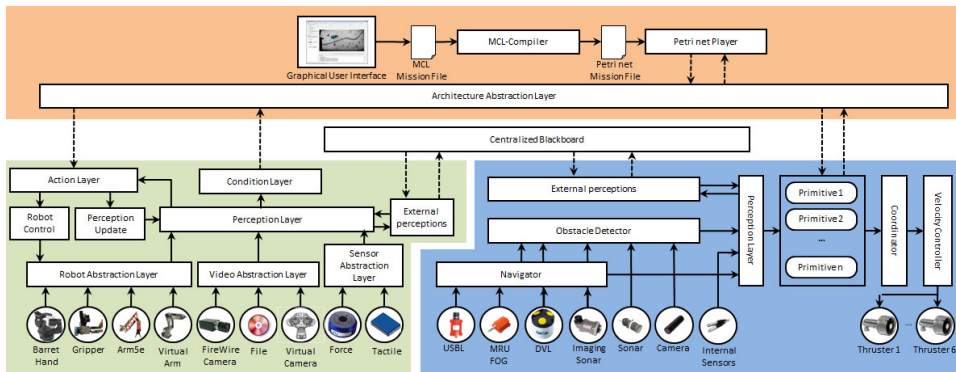 MCL-Compiler
Petri net Player
Graphical User Interface
MCL
Mission File
Petri net
Mission File
Architecture Abstraction Layer
Centralized Blackboard
Action Layer
Condition Layer
External perceptions
Robot
Control
Perception
Update
Perception Layer
External
perceptions
Obstacle Detector
Perception Layer
Primitive 1
Primitive 2
...
Primitive n
Coordinator
Velocity Controller
Robot Abstraction Layer
Video Abstraction Layer
Sensor
Abstraction
Layer
Navigator
Barret
Hand
Gripper
Arm5e
Virtual
Arm
FireWire
Camera
File
Virtual
Camera
Force
Tactile
USBL
MRU
FOG
DVL
Imaging
Sonar
Sonar
Camera
Internal
Sensors
Thruster 1
...
Thruster 6